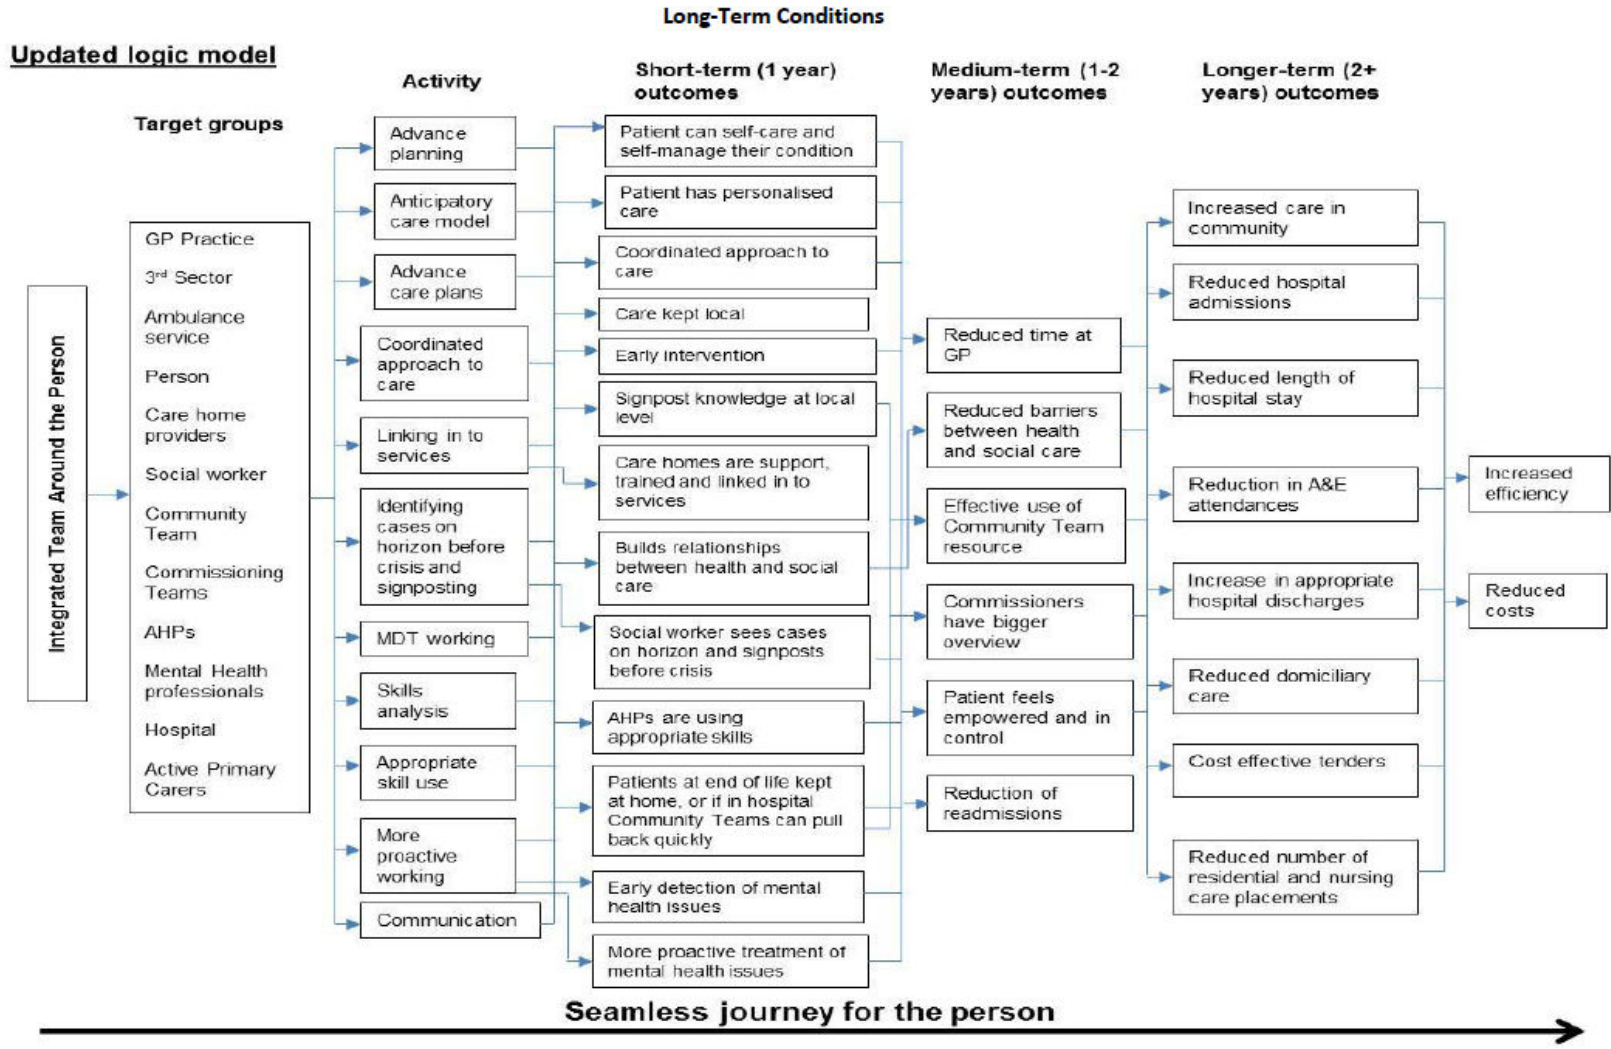 Long-Term Conditions
Updated logic model
Target groups
Activity
Short-term (1 year)
outcomes
Medium-term (1-2
years) outcomes
Longer-term (2+
years) outcomes
Integrated Team Around the Person
GP Practice
3rd Sector
Ambulance
service
Person
Care home
providers
Social worker
Community
Team
Commissioning
Teams
AHPs
Mental Health
professionals
Hospital
Active Primary
Carers
Advance
planning
Anticipatory
care model
Advance
care plans
Coordinated
approach to
care
Linking in to
services
Identifying
cases on
horizon before
crisis and
signposting
MDT working
Skills
analysis
Appropriate
skill use
More
proactive
working
Communication
Patient can self-care and
self-manage their condition
Patient has personalised
care
Coordinated approach to
care
Care kept local
Early intervention
Signpost knowledge at local
level
Care homes are support,
trained and linked in to
services
Builds relationships
between health and social
care
Social worker sees cases
on horizon and signposts
before crisis
AHPs are using
appropriate skills
Patients at end of life kept
at home, or if in hospital
Community Teams can pull
back quickly
Early detection of mental
health issues
More proactive treatment of
mental health issues
Reduced time at
GP
Reduced barriers
between health
and social care
Effective use of
Community Team
resource
Commissioners
have bigger
overview
Patient feels
empowered and in
control
Reduction of
readmissions
Increased care in
community
Reduced hospital
admissions
Reduced length of
hospital stay
Reduction in A&E
attendances
Increase in appropriate
hospital discharges
Reduced domiciliary
care
Cost effective tenders
Reduced number of
residential and nursing
care placements
Increased
efficiency
Reduced
costs
Seamless journey for the person